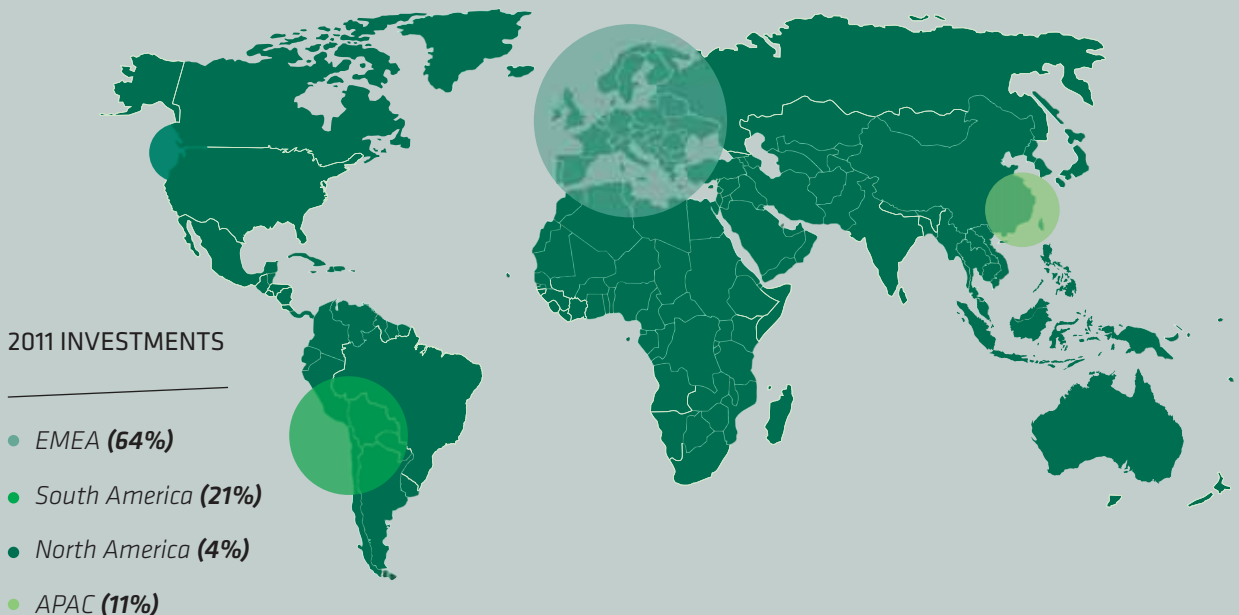 2011 INVESTMENTS
EMEA (64%)
South America (21%)
North America (4%)
APAC (11%)